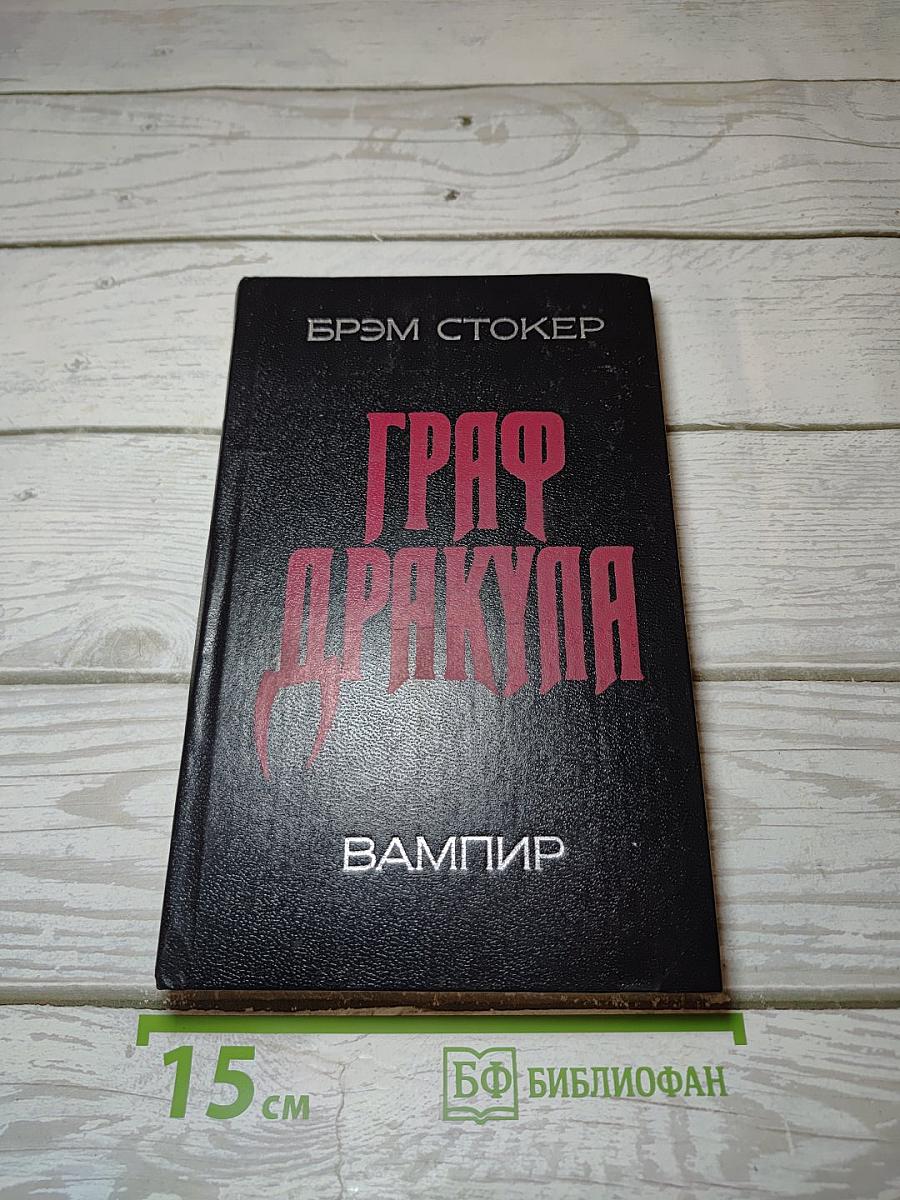 БРЭМ СТОКЕР
ГРАФ
ДРАКУЛА
ВАМПИР
15 см
БФ БИБЛИОФАН